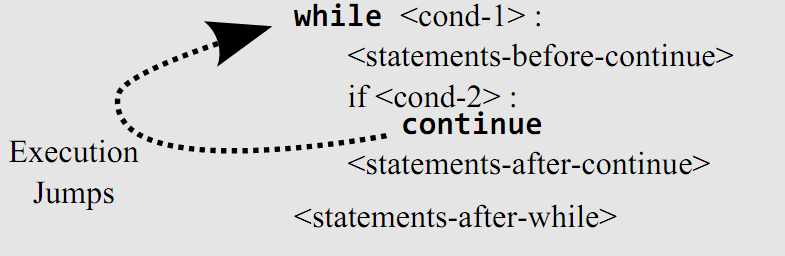 while <cond-1> :
<statements-before-continue>
if <cond-2> :
continue
Execution
Jumps
<statements-after-continue>
<statements-after-while>